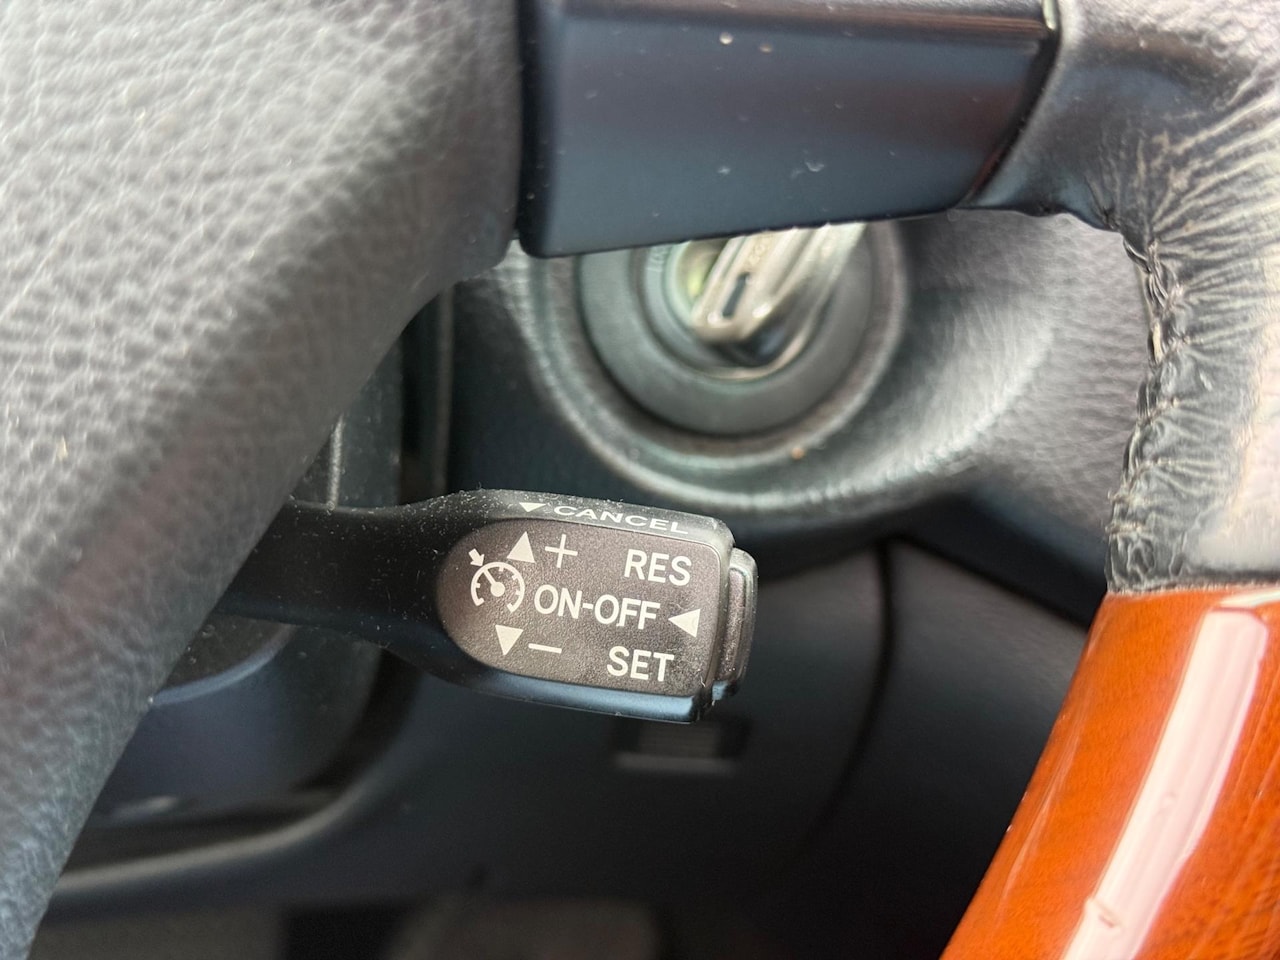 CANCEL
+ RES
ON-OFF
− SET